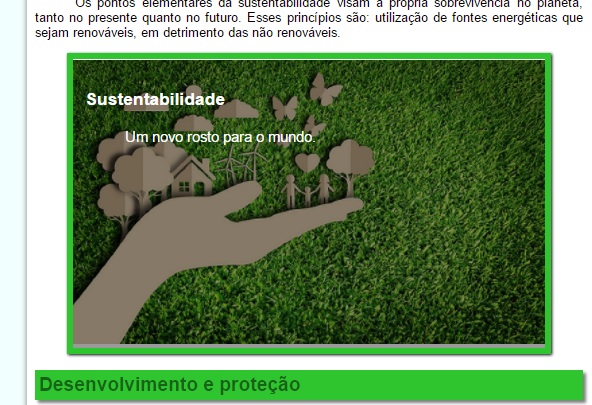 Os pontos elementares da sustentabilidade visam à própria sobrevivência no planeta,
tanto no presente quanto no futuro. Esses princípios são: utilização de fontes energéticas que
sejam renováveis, em detrimento das não renováveis.
Sustentabilidade
Um novo rosto para o mundo.
Desenvolvimento e proteção